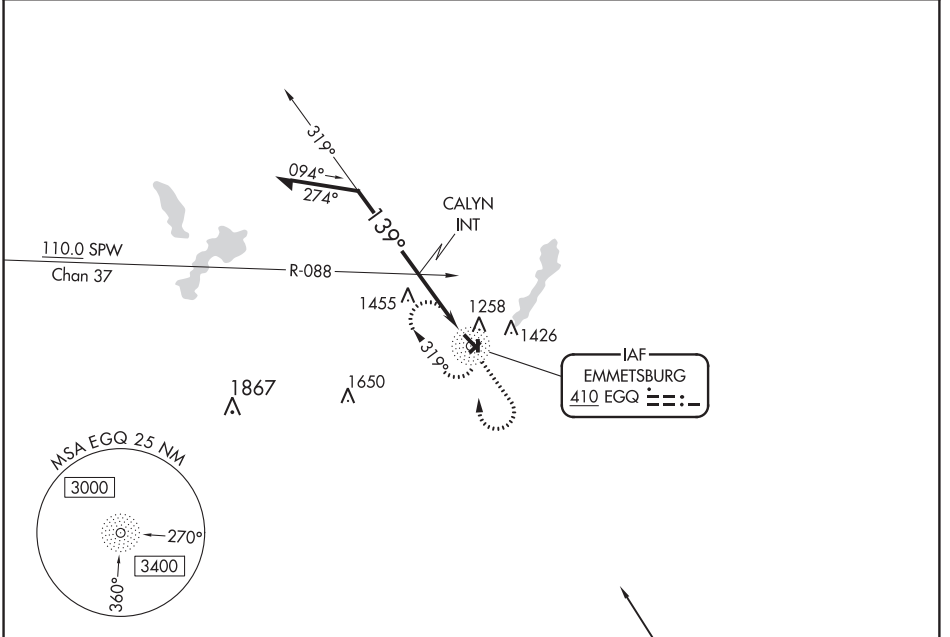 319°
094°
274°
139°
CALYN
INT
110.0 SPW
Chan 37
R-088
1455
1258
1426
319°
IAF
EMMETSBURG
410 EGQ
1867
1650
MSA EGQ 25 NM
3000
270°
3400
360°